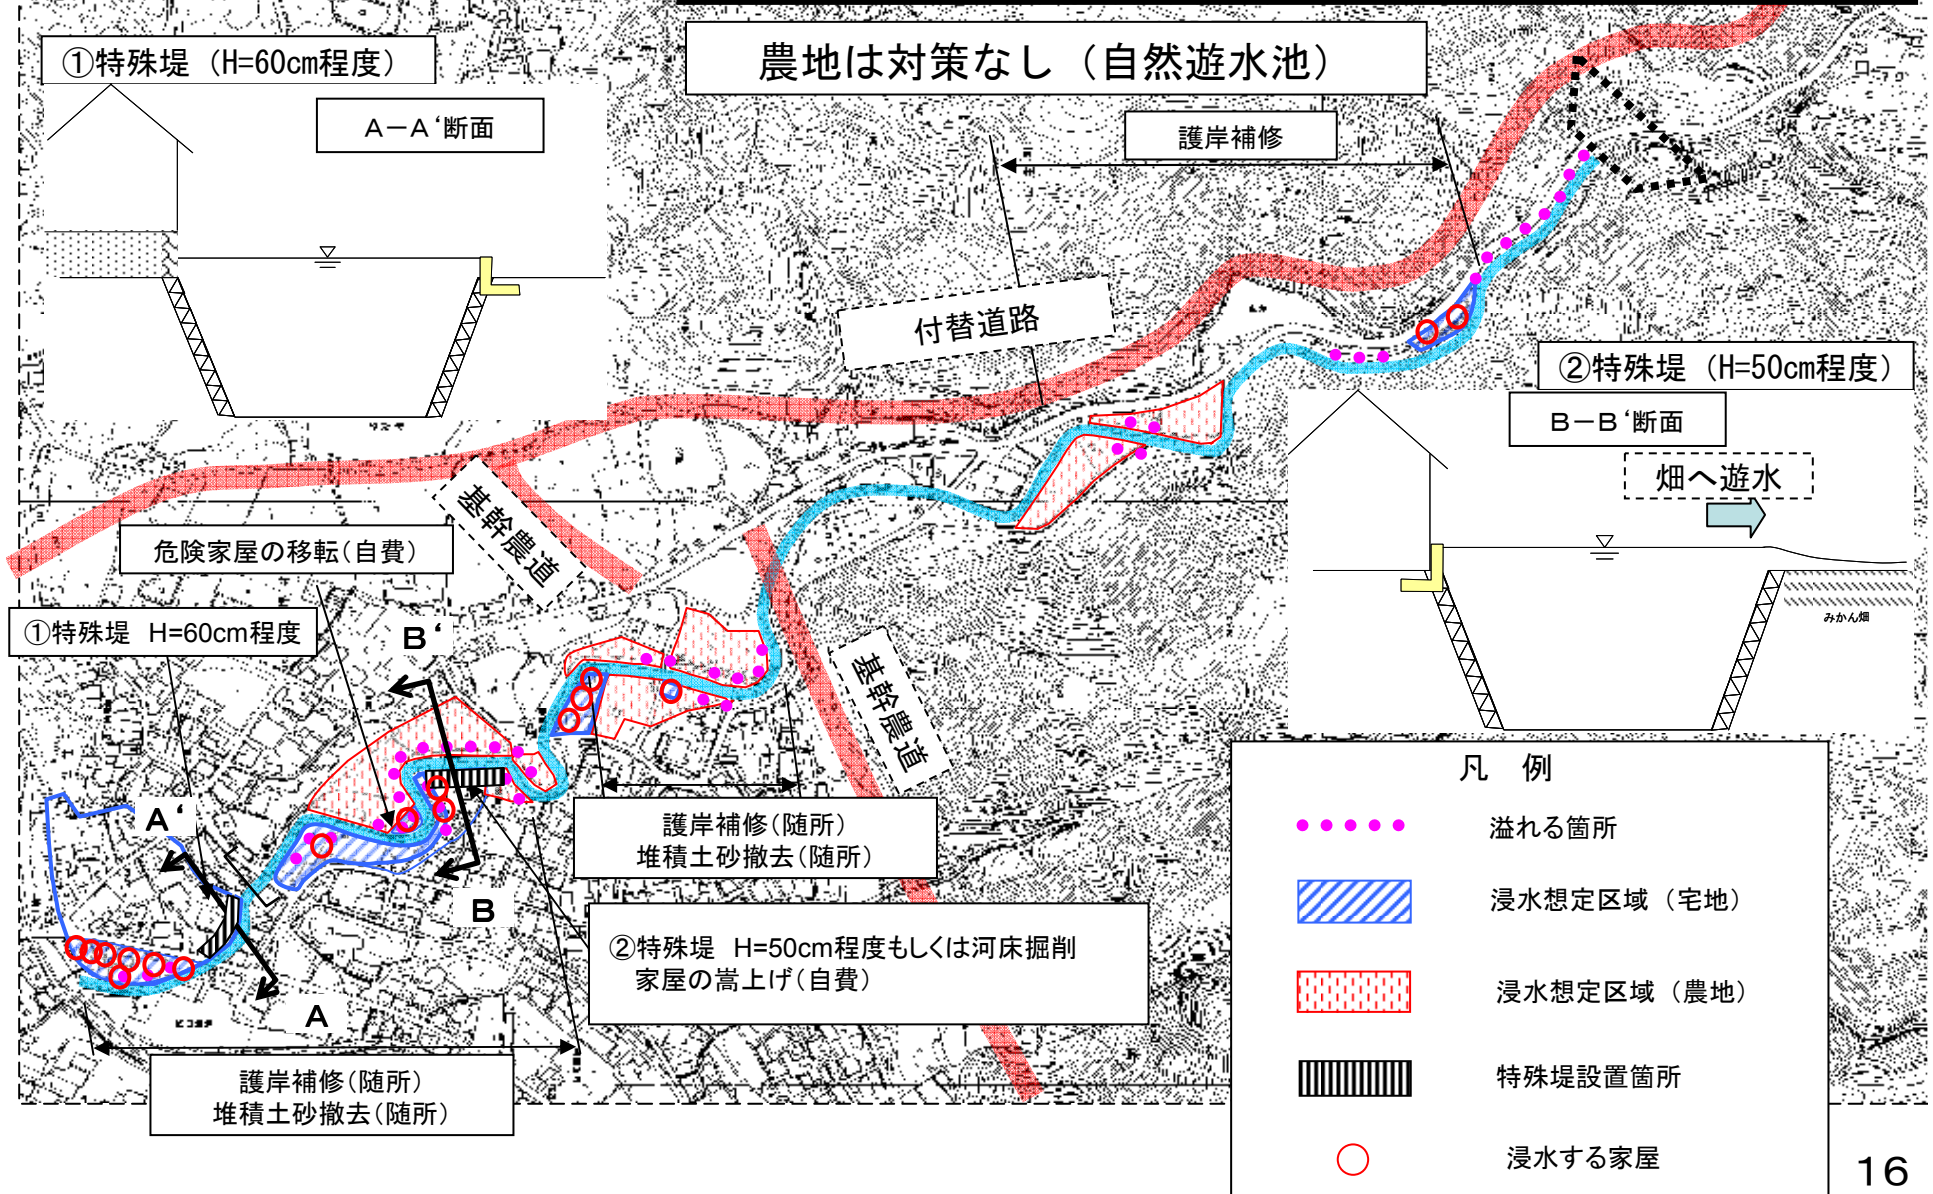 農地は対策なし（自然遊水池）
①特殊堤（H=60cm程度）
A－A‘断面
護岸補修
付替道路
②特殊堤（H=50cm程度）
B－B‘断面
畑へ遊水
みかん畑
基幹農道
危険家屋の移転（自費）
①特殊堤 H=60cm程度
B‘
基幹農道
A‘
B
A
護岸補修（随所）
堆積土砂撤去（随所）
②特殊堤 H=50cm程度もしくは河床掘削
家屋の嵩上げ（自費）
護岸補修（随所）
堆積土砂撤去（随所）
凡 例
溢れる箇所
浸水想定区域（宅地）
浸水想定区域（農地）
特殊堤設置箇所
浸水する家屋
16